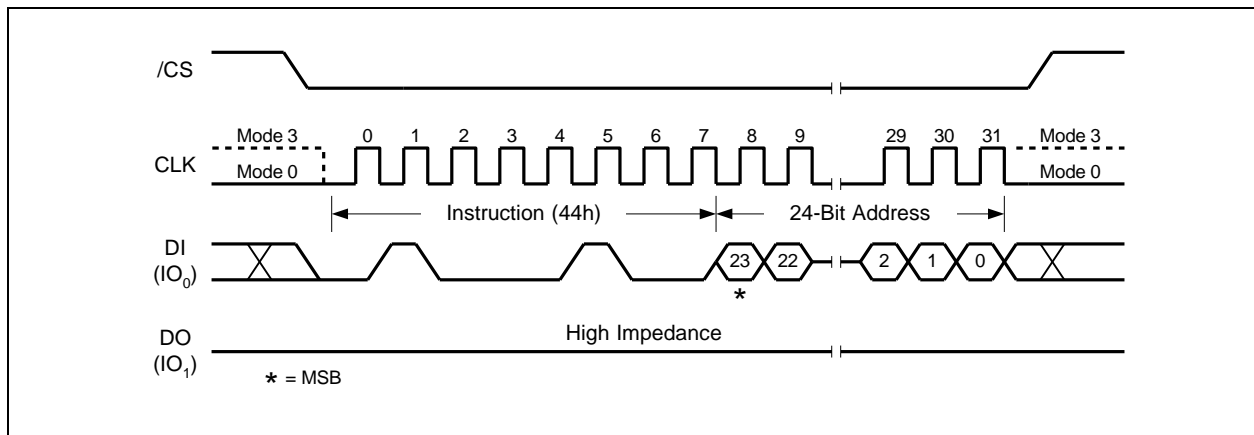 /CS
Mode 3 0 1 2 3 4 5 6 7 8 9 29 30 31 Mode 3
CLK
Mode 0 Mode 0
Instruction (44h) 24-Bit Address
DI
(IO0)
23 22 2 1 0
*
DO
(IO1)
High Impedance
* = MSB